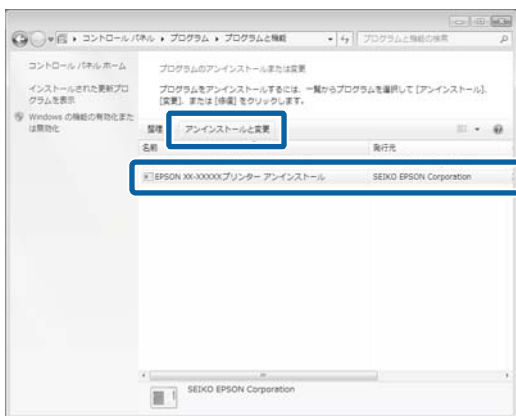 コントロール パネル ▸ プログラム ▸ プログラムと機能
プログラムと機能の検索
コントロール パネル ホーム
インストールされた更新プロ
グラムを表示
Windows の機能の有効化また
は無効化
プログラムのアンインストールまたは変更
プログラムをアンインストールするには、一覧からプログラムを選択して [アンインストール]、
[変更]、または [修復] をクリックします。
整理 アンインストールと変更
名前 発行元
EPSON XX-XXXXXプリンター アンインストール SEIKO EPSON Corporation
SEIKO EPSON Corporation